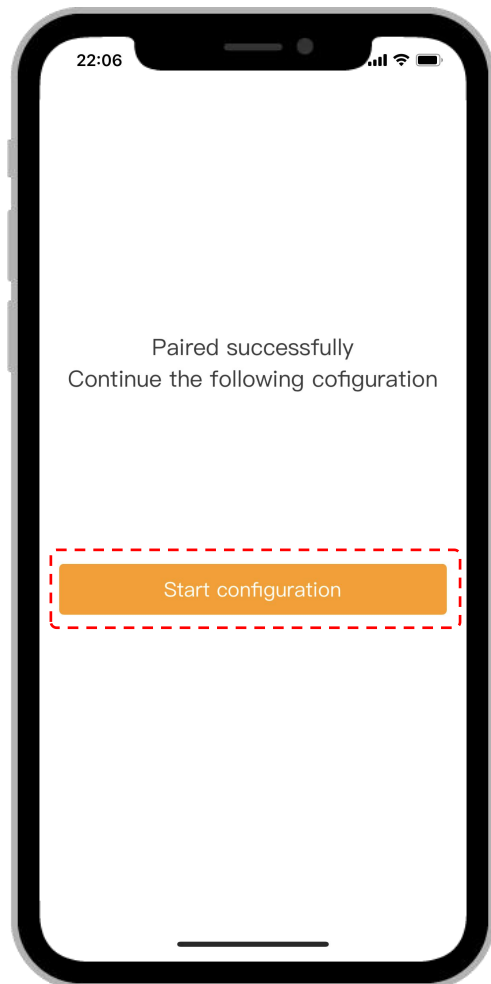 22:06
Paired successfully
Continue the following cofiguration
Start configuration